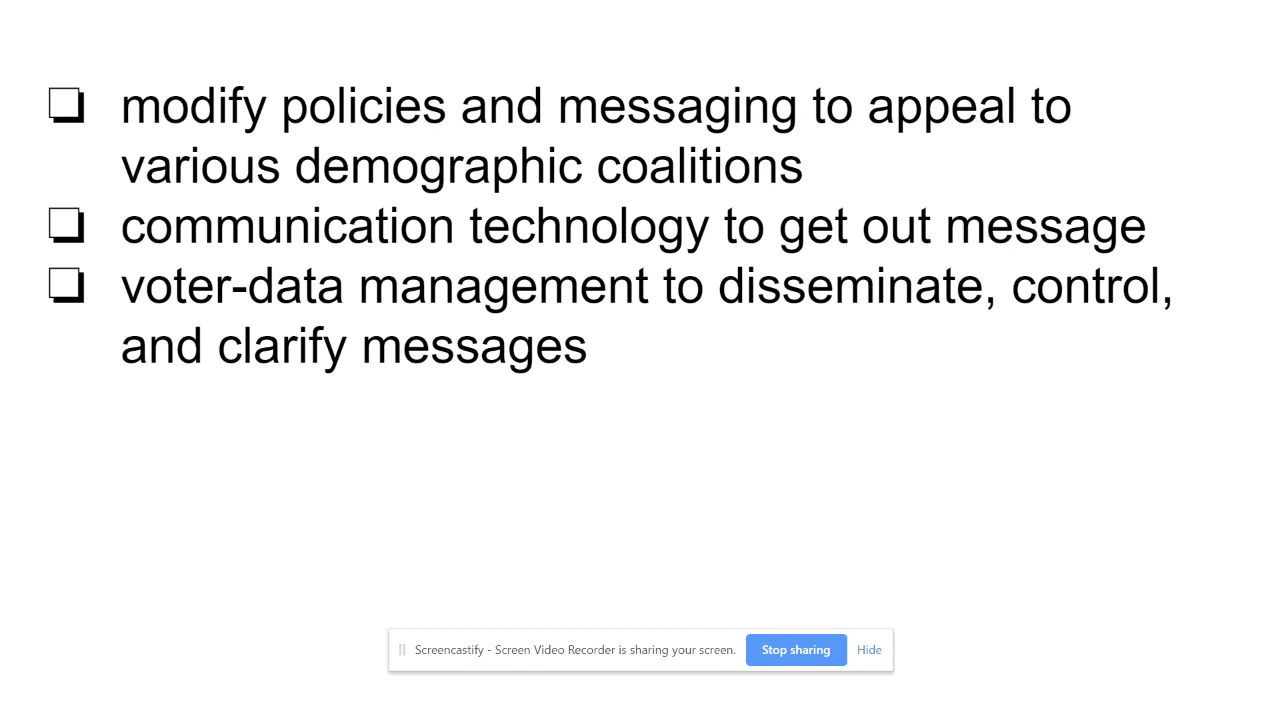 ❏ modify policies and messaging to appeal to
various demographic coalitions
❏ communication technology to get out message
❏ voter-data management to disseminate, control,
and clarify messages
Screencastify - Screen Video Recorder is sharing your screen. Stop sharing Hide